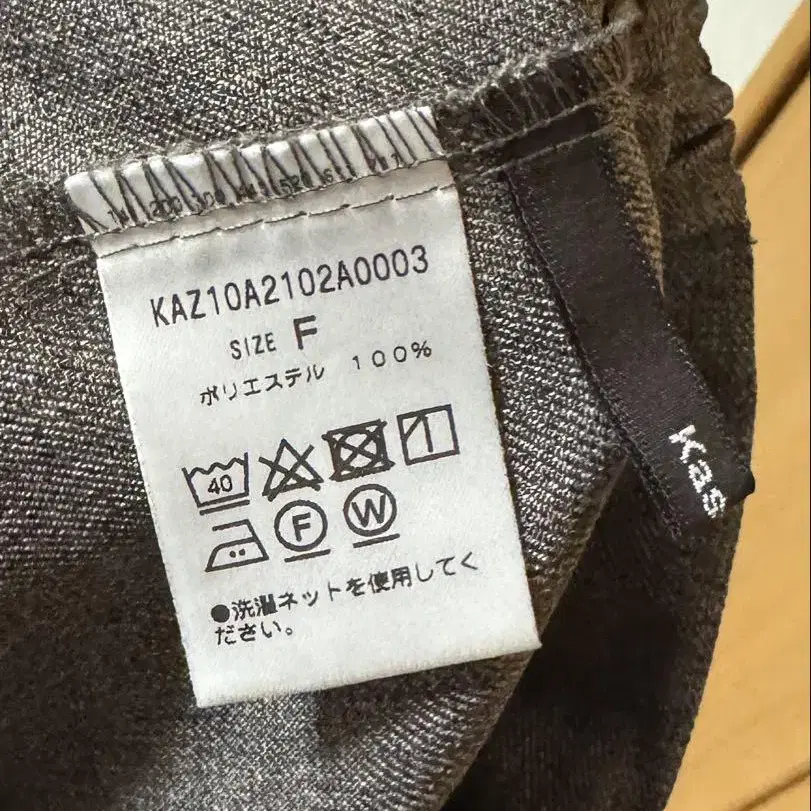 KAZ10A2102A0003
SIZE F
ポリエステル 100%
40
F W
●洗濯ネットを使用してく
ださい。
Kas